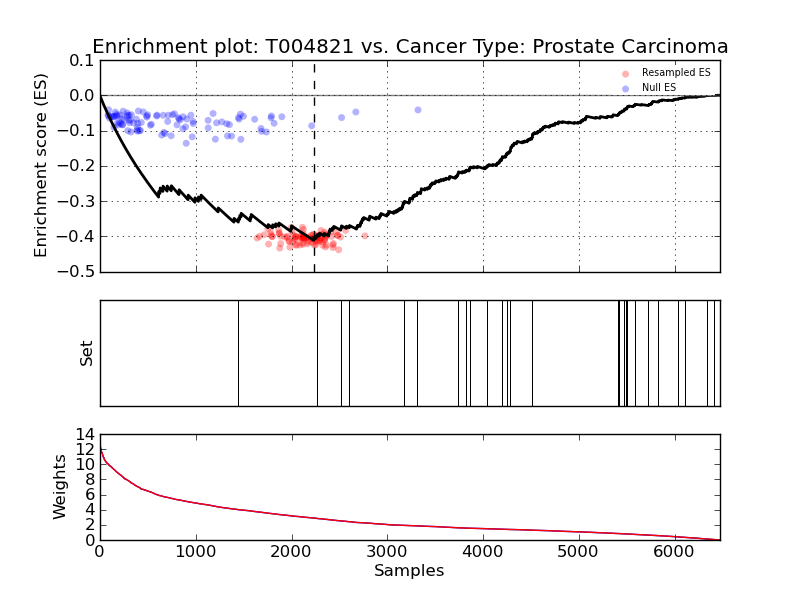 Enrichment plot: T004821 vs. Cancer Type: Prostate Carcinoma
Enrichment score (ES)
0.1
0.0
−0.1
−0.2
−0.3
−0.4
−0.5
Resampled ES
Null ES
Set
Weights
14
12
10
8
6
4
2
0
0 1000 2000 3000 4000 5000 6000
Samples